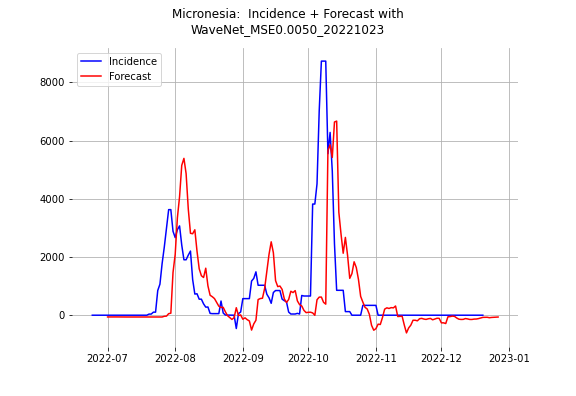 Micronesia:  Incidence + Forecast with
WaveNet_MSE0.0050_20221023
Incidence
Forecast
8000
6000
4000
2000
0
2022-07 2022-08 2022-09 2022-10 2022-11 2022-12 2023-01